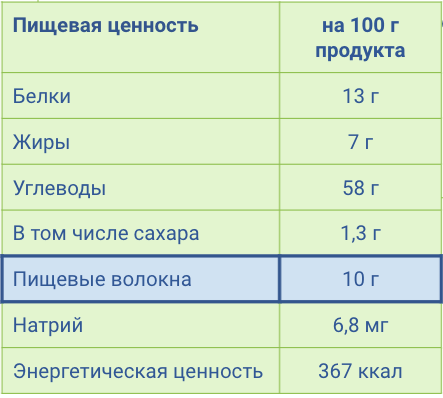 Пищевая ценность на 100 г
продукта
Белки 13 г
Жиры 7 г
Углеводы 58 г
В том числе сахара 1,3 г
Пищевые волокна 10 г
Натрий 6,8 мг
Энергетическая ценность 367 ккал